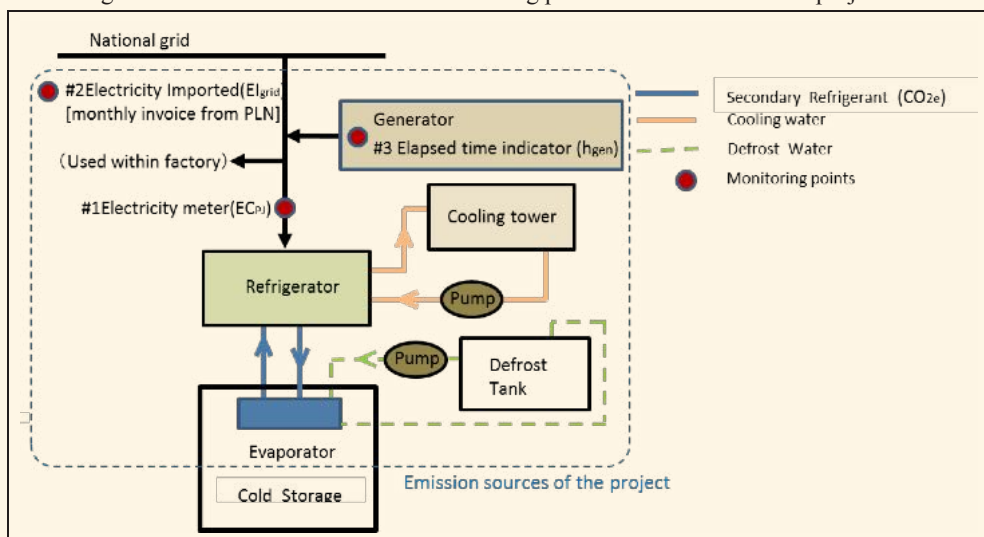 National grid
#2Electricity Imported(EIgrid)
[monthly invoice from PLN]
Generator
#3 Elapsed time indicator (hgen)
(Used within factory)
#1Electricity meter(ECPJ)
Cooling tower
Refrigerator
Pump
Pump
Defrost
Tank
Evaporator
Cold Storage
Emission sources of the project
Secondary Refrigerant (CO2e)
Cooling water
Defrost Water
Monitoring points